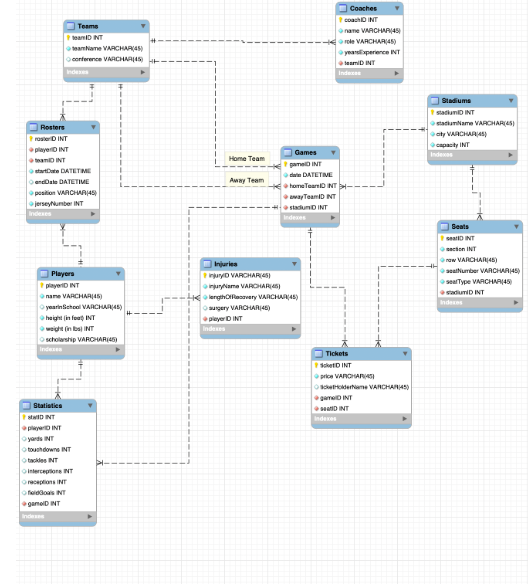 Teams
teamID INT
teamName VARCHAR(45)
conference VARCHAR(45)
Indexes
Coaches
coachID INT
name VARCHAR(45)
role VARCHAR(45)
yearsExperience INT
teamID INT
Indexes
Stadiums
stadiumID INT
stadiumName VARCHAR(45)
city VARCHAR(45)
capacity INT
Indexes
Rosters
rosterID INT
playerID INT
teamID INT
startDate DATETIME
endDate DATETIME
position VARCHAR(45)
jerseyNumber INT
Indexes
Home Team
Away Team
Games
gameID INT
date DATETIME
homeTeamID INT
awayTeamID INT
stadiumID INT
Indexes
Seats
seatID INT
section INT
row VARCHAR(45)
seatNumber VARCHAR(45)
seatType VARCHAR(45)
stadiumID INT
Indexes
Players
playerID INT
name VARCHAR(45)
yearInSchool VARCHAR(45)
height (in feet) INT
weight (in lbs) INT
scholarship VARCHAR(45)
Indexes
Injuries
injuryID VARCHAR(45)
injuryName VARCHAR(45)
lengthOfRecovery VARCHAR(45)
surgery VARCHAR(45)
playerID INT
Indexes
Tickets
ticketID INT
price VARCHAR(45)
ticketHolderName VARCHAR(45)
gameID INT
seatID INT
Indexes
Statistics
statID INT
playerID INT
yards INT
touchdowns INT
tackles INT
interceptions INT
receptions INT
fieldGoals INT
gameID INT
Indexes